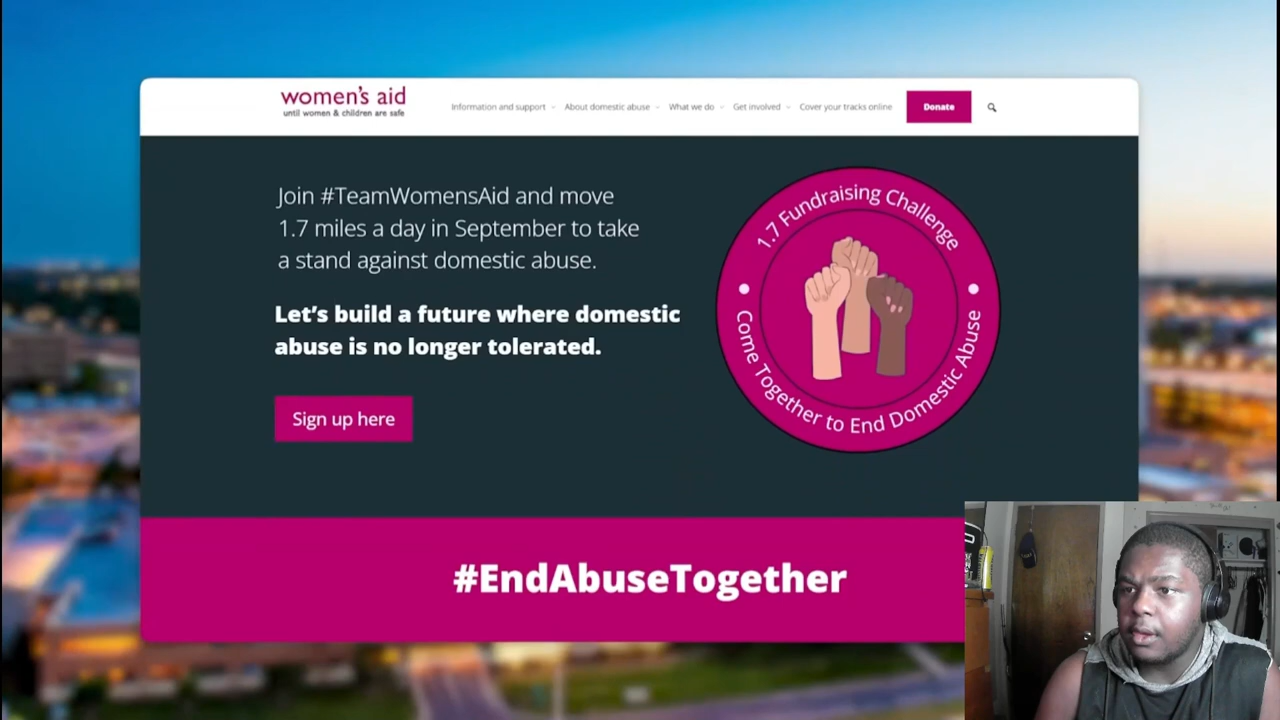 women's aid
until women & children are safe
Information and support
About domestic abuse
What we do
Get involved
Cover your tracks online
Donate
Join #TeamWomensAid and move
1.7 miles a day in September to take
a stand against domestic abuse.
Let's build a future where domestic
abuse is no longer tolerated.
Sign up here
1.7 Fundraising Challenge
Come Together to End Domestic Abuse
#EndAbuseTogether